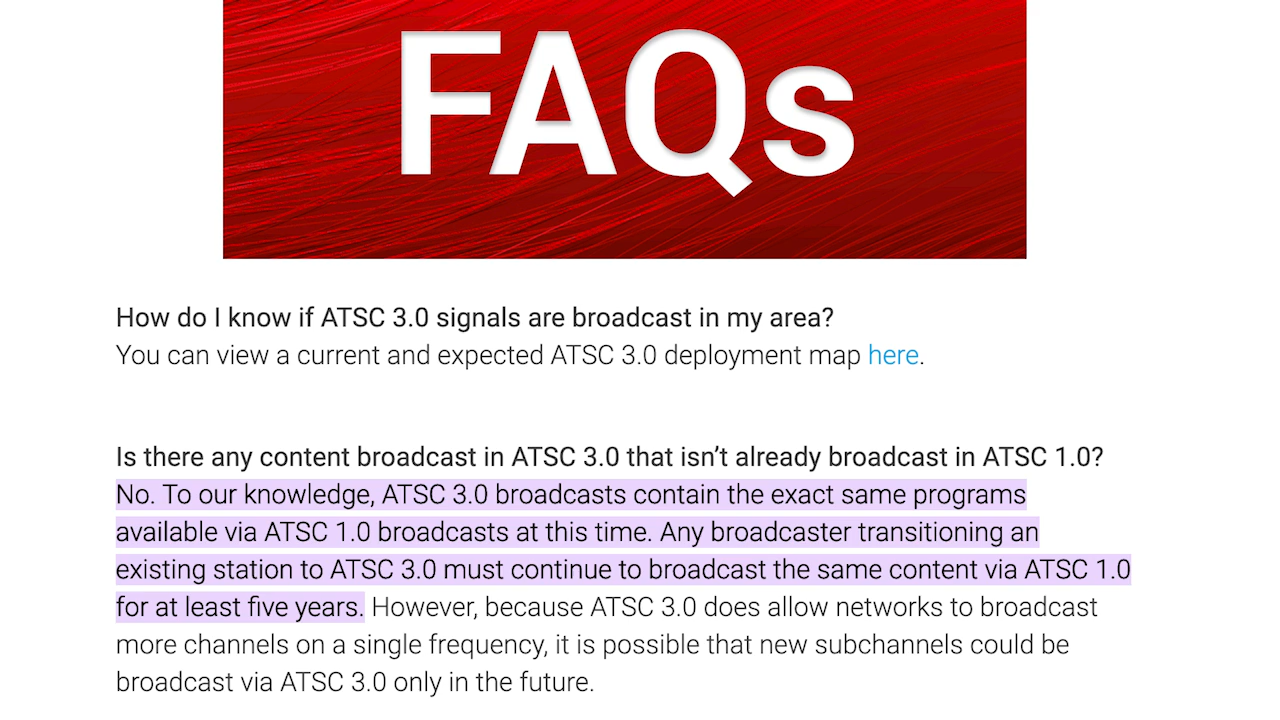 FAQs
How do I know if ATSC 3.0 signals are broadcast in my area?
You can view a current and expected ATSC 3.0 deployment map here.
Is there any content broadcast in ATSC 3.0 that isn’t already broadcast in ATSC 1.0?
No. To our knowledge, ATSC 3.0 broadcasts contain the exact same programs
available via ATSC 1.0 broadcasts at this time. Any broadcaster transitioning an
existing station to ATSC 3.0 must continue to broadcast the same content via ATSC 1.0
for at least five years. However, because ATSC 3.0 does allow networks to broadcast
more channels on a single frequency, it is possible that new subchannels could be
broadcast via ATSC 3.0 only in the future.